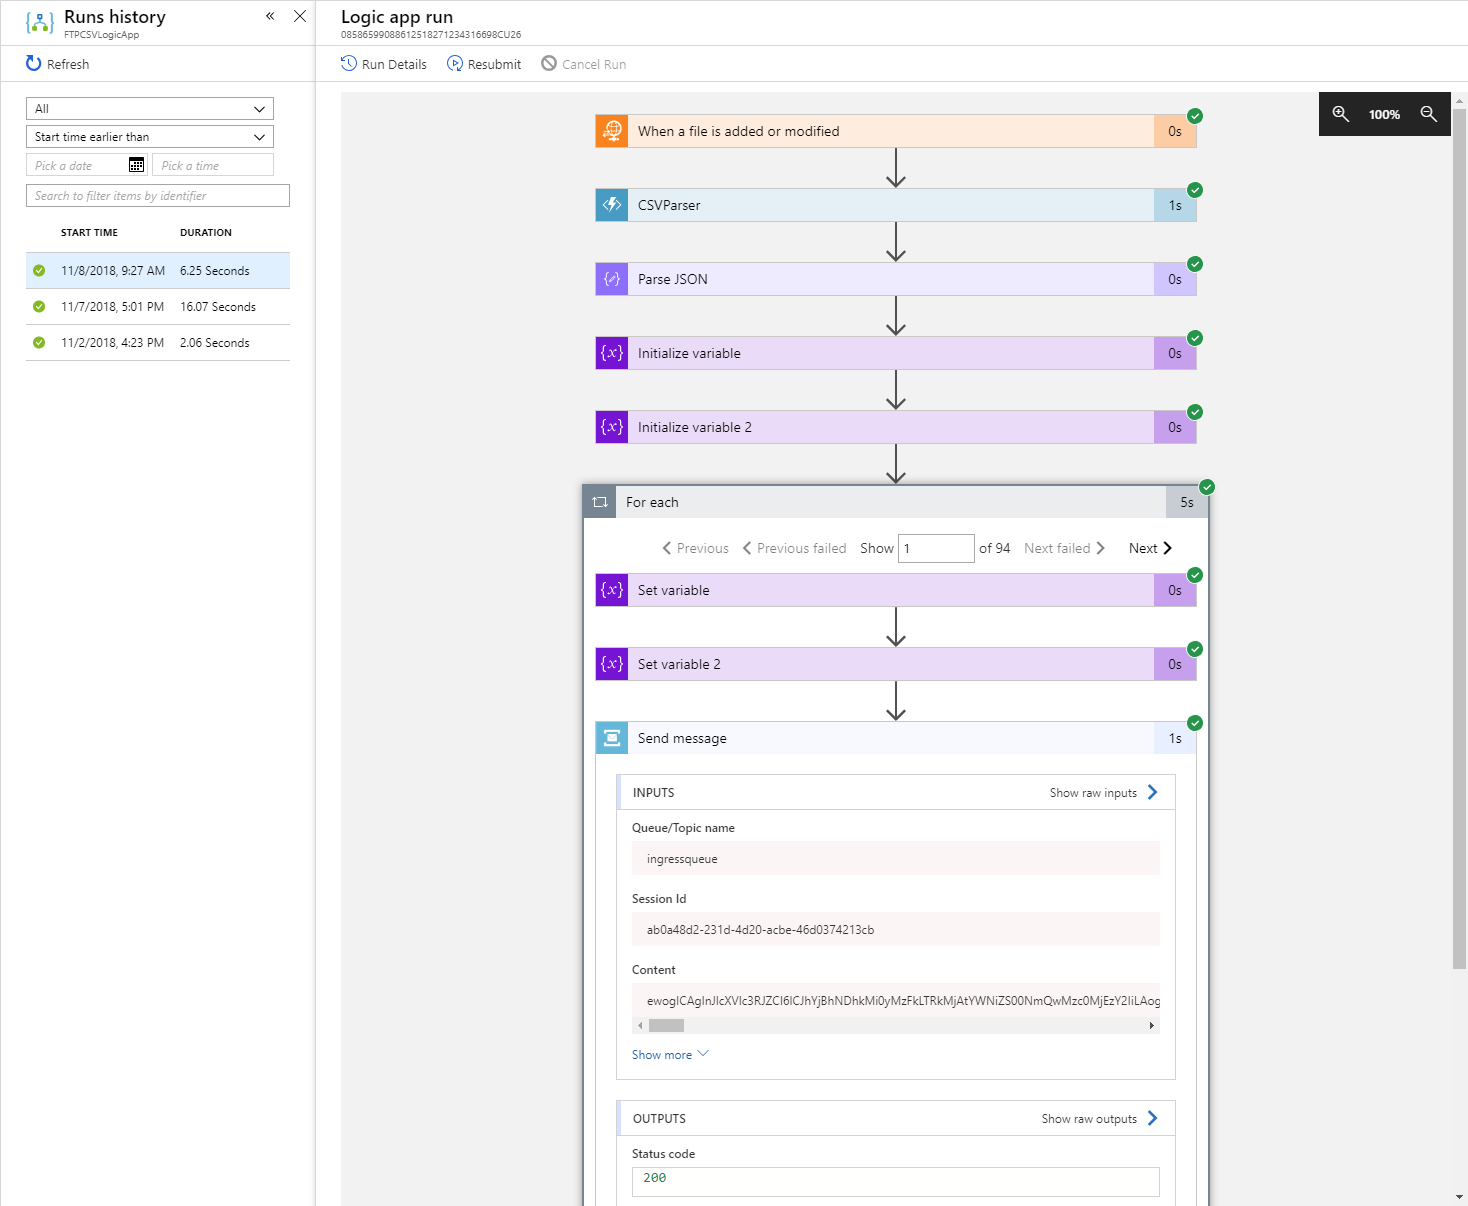 Runs history
FTPCSVLogicApp
Refresh
All
Start time earlier than
Pick a date
Pick a time
Search to filter items by identifier
START TIME DURATION
11/8/2018, 9:27 AM 6.25 Seconds
11/7/2018, 5:01 PM 16.07 Seconds
11/2/2018, 4:23 PM 2.06 Seconds
Logic app run
08586599088612518271234316698CU26
Run Details Resubmit Cancel Run
100%
When a file is added or modified 0s
CSVParser 1s
Parse JSON 0s
{x} Initialize variable 0s
{x} Initialize variable 2 0s
For each 5s
Previous Previous failed Show 1 of 94 Next failed Next
{x} Set variable 0s
{x} Set variable 2 0s
Send message 1s
INPUTS Show raw inputs
Queue/Topic name
ingressqueue
Session Id
ab0a48d2-231d-4d20-acbe-46d0374213cb
Content
Show more
OUTPUTS Show raw outputs
Status code
200